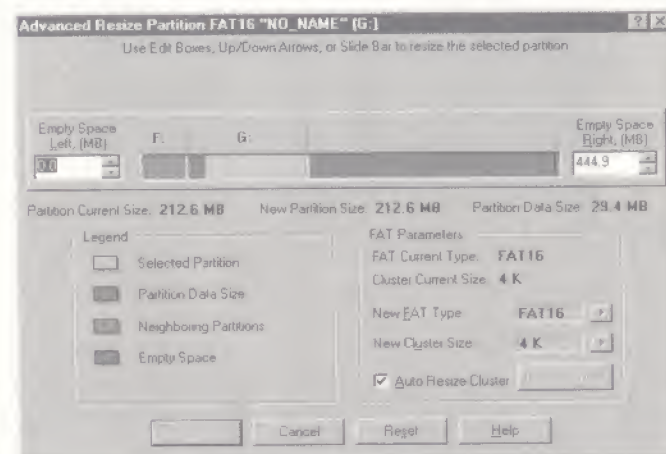 Advanced Resize Partition FAT16 "NO_NAME" (G:)
Use Edit Boxes, Up/Down Arrows, or Slide Bar to resize the selected partition
Empty Space Left, (MB)
0.0
F:
G:
Empty Space Right, (MB)
444.9
Partition Current Size: 212.6 MB
New Partition Size: 212.6 MB
Partition Data Size: 29.4 MB
Legend
Selected Partition
Partition Data Size
Neighbouring Partitions
Empty Space
FAT Parameters
FAT Current Type: FAT16
Cluster Current Size: 4 K
New FAT Type FAT16
New Cluster Size: 4 K
Auto Resize Cluster
Cancel
Reset
Help